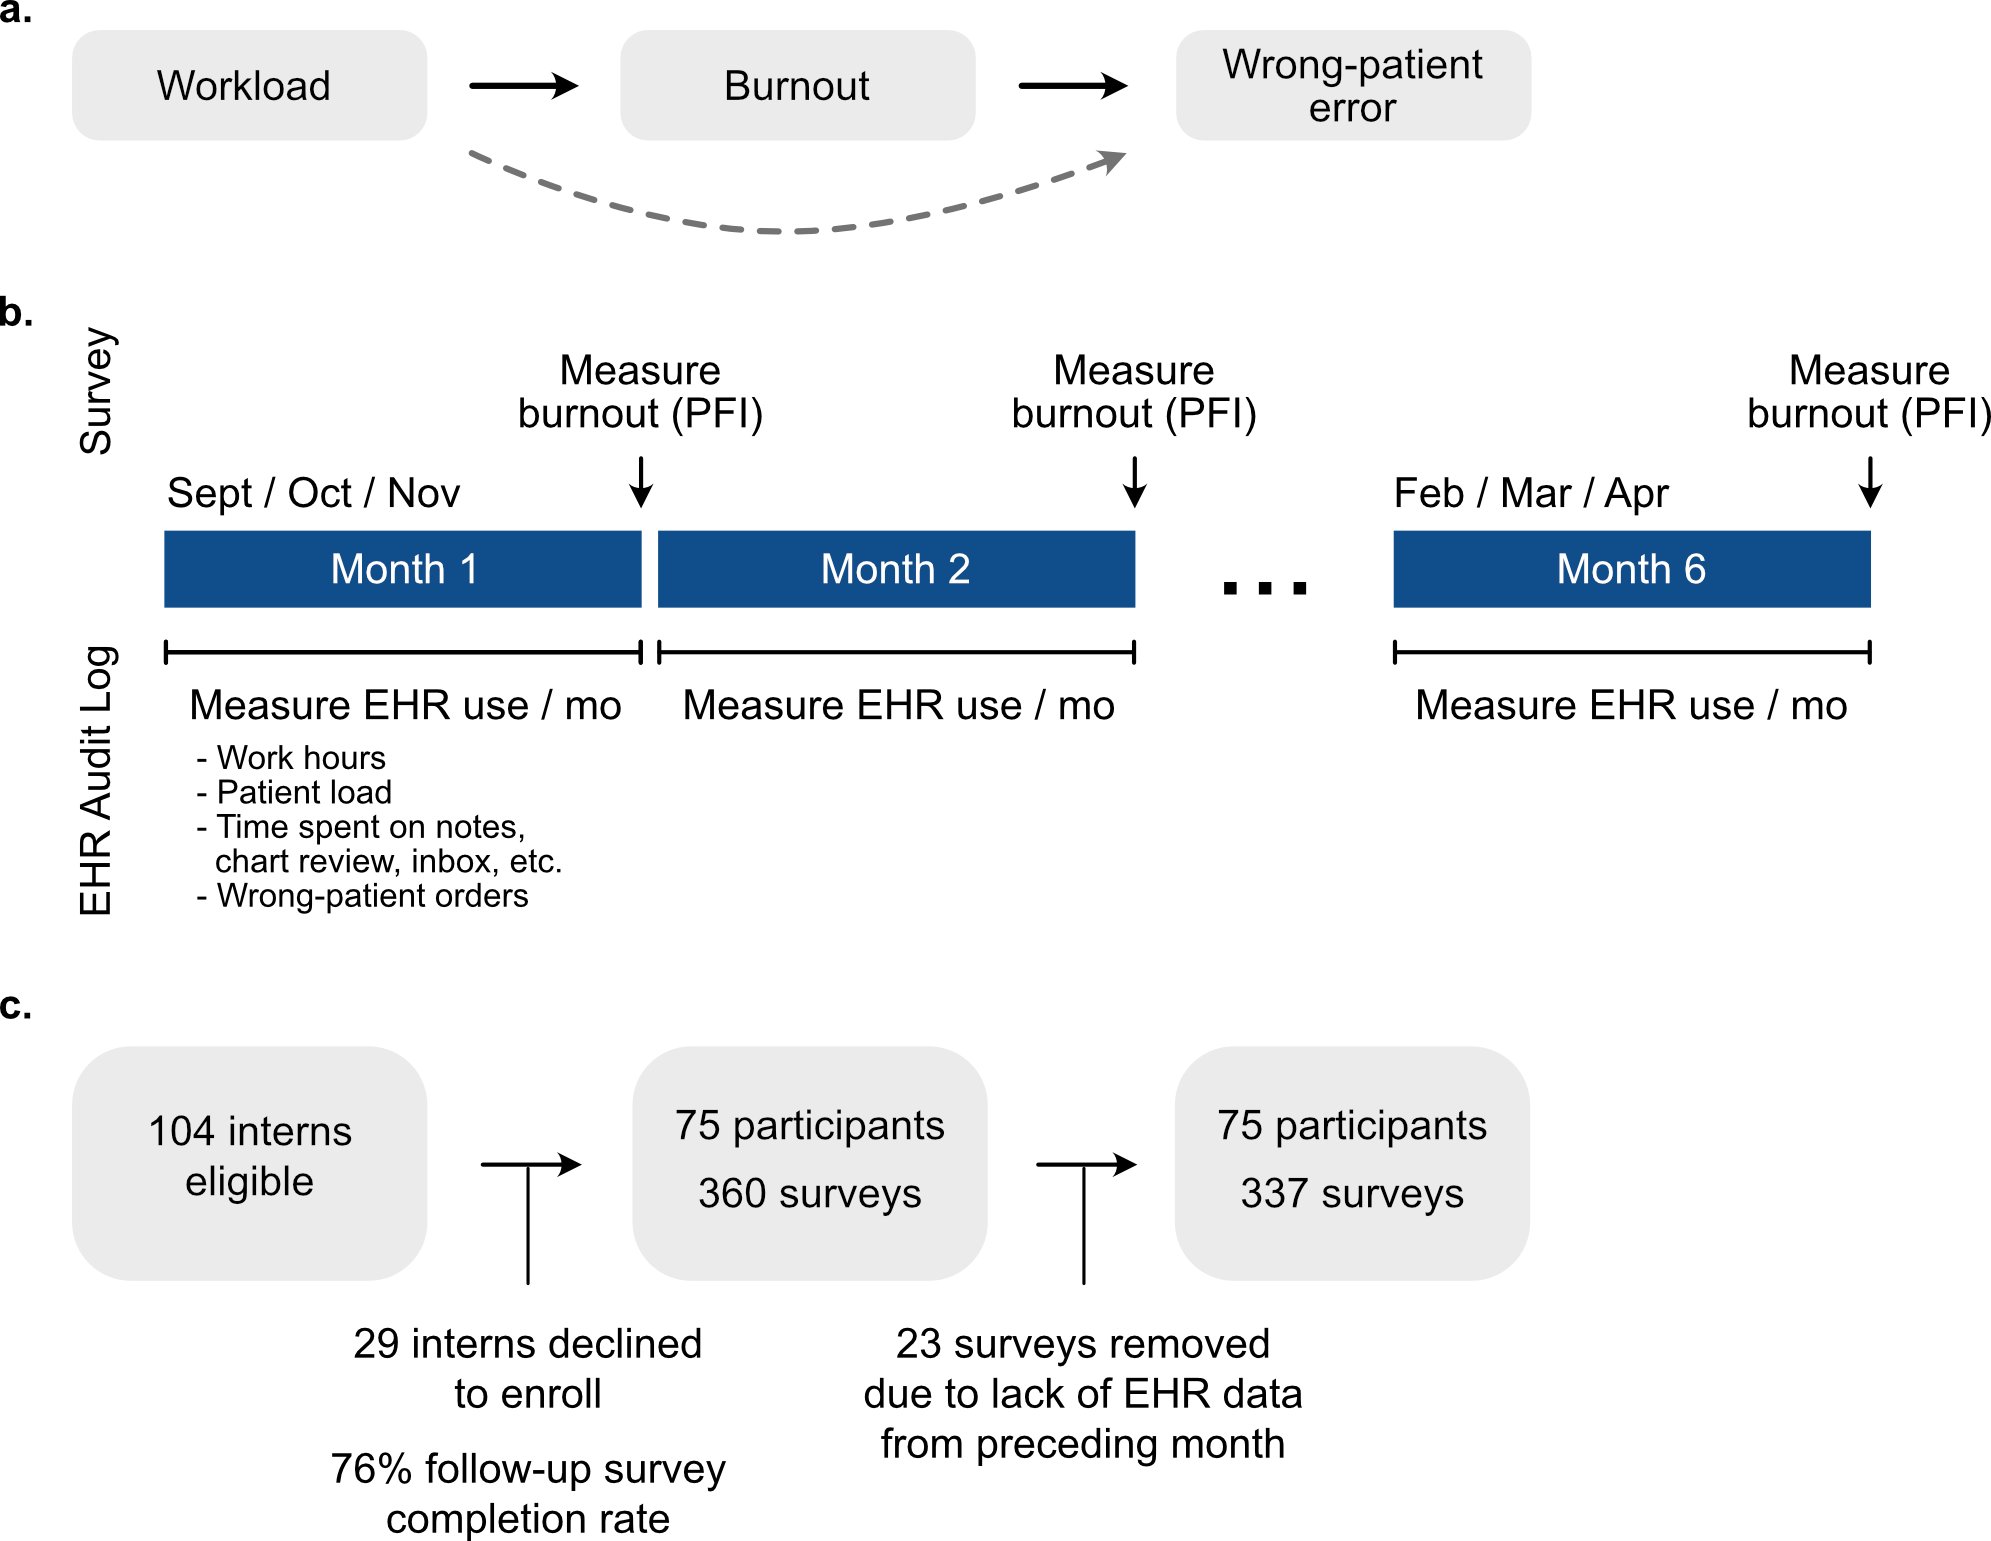 a.
Workload
Burnout
Wrong-patient
error
b.
Survey
Measure
burnout (PFI)
Measure
burnout (PFI)
Measure
burnout (PFI)
Sept / Oct / Nov
Feb / Mar / Apr
Month 1
Month 2
...
Month 6
EHR Audit Log
Measure EHR use / mo
Measure EHR use / mo
Measure EHR use / mo
- Work hours
- Patient load
- Time spent on notes,
chart review, inbox, etc.
- Wrong-patient orders
c.
104 interns
eligible
75 participants
360 surveys
75 participants
337 surveys
29 interns declined
to enroll
76% follow-up survey
completion rate
23 surveys removed
due to lack of EHR data
from preceding month